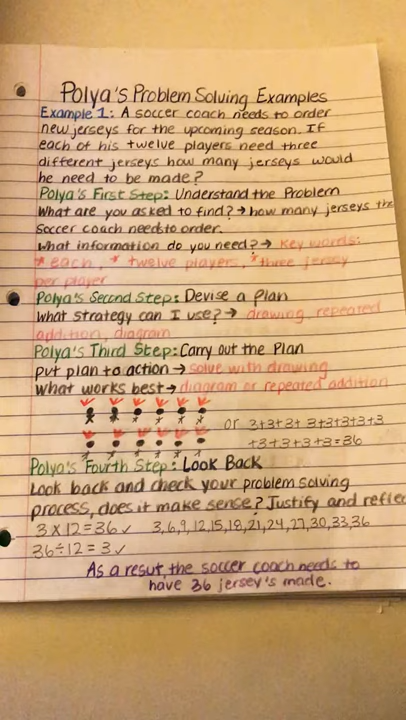 Polya's Problem Solving Examples
Example 1: A soccer coach needs to order
new jerseys for the upcoming season. If
each of his twelve players need three
different jerseys how many jerseys would
he need to be made?
Polya's First Step: Understand the Problem
What are you asked to find? → how many jerseys the
soccer coach needs to order.
What information do you need? → Key words:
* each, * twelve players, * three jersey
per player
Polya's Second Step: Devise a Plan
What strategy can I use? → drawing, repeated
addition, diagram
Polya's Third Step: Carry out the Plan
put plan to action → solve with drawing
What works best → diagram or repeated addition
or 3+3+3+3+3+3+3+3
+3+3+3+3=36
Polya's Fourth Step: Look Back
Look back and check your problem solving
process, does it make sense? Justify and reflec
3×12=36 ✓ 3,6,9,12,15,18,21,24,27,30,33,36
36÷12=3 ✓
As a resut, the soccer coach needs to
have 36 jersey's made.